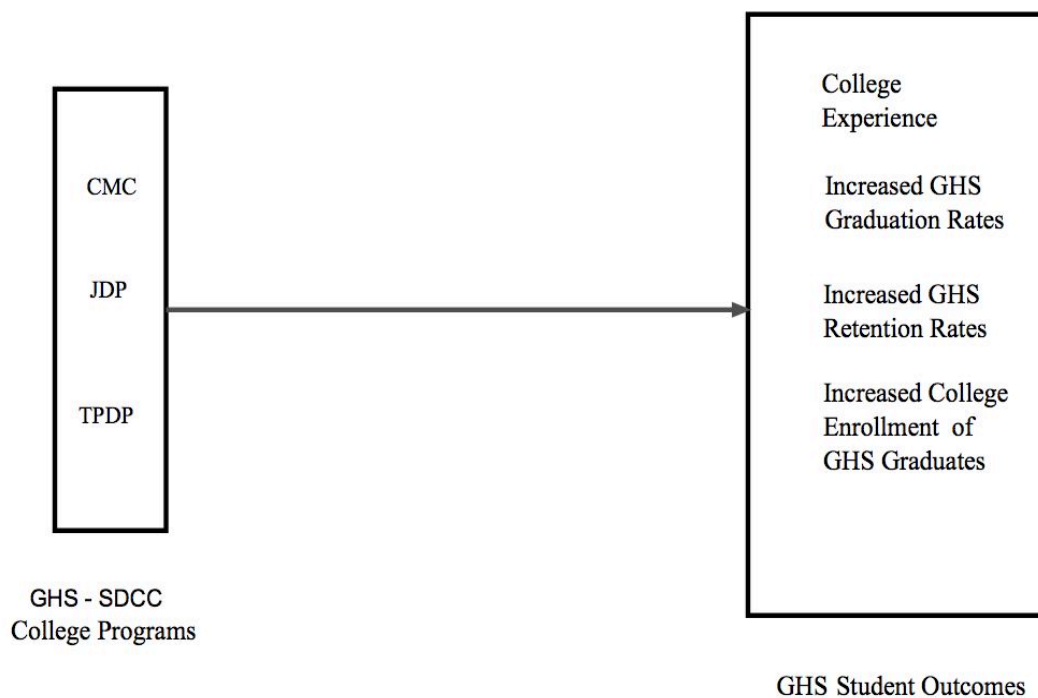 CMC
JDP
TPDP
GHS - SDCC
College Programs
College
Experience
Increased GHS
Graduation Rates
Increased GHS
Retention Rates
Increased College
Enrollment of
GHS Graduates
GHS Student Outcomes